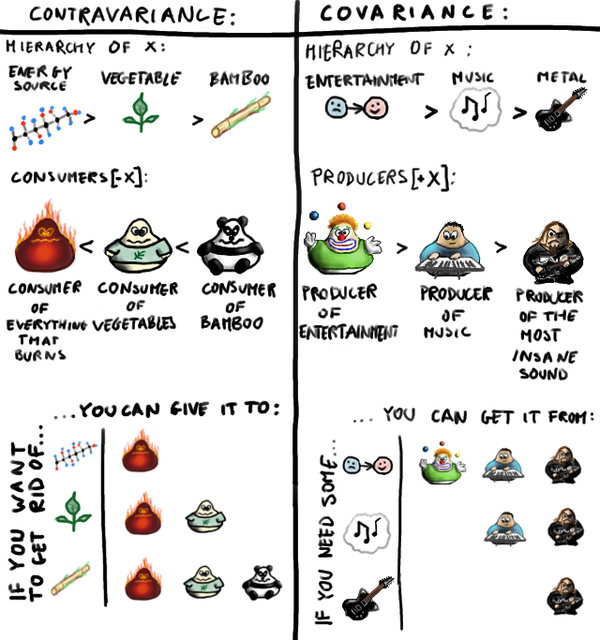 CONTRAVARIANCE:
HIERARCHY OF X:
ENERGY
SOURCE
VEGETABLE
BAMBOO
>
>
CONSUMERS[-X]:
<
<
CONSUMER
OF
EVERYTHING
THAT
BURNS
CONSUMER
OF
VEGETABLES
CONSUMER
OF
BAMBOO
...YOU CAN GIVE IT TO:
IF YOU WANT
TO GET RID OF...
COVARIANCE:
HIERARCHY OF X:
ENTERTAINMENT
MUSIC
METAL
>
>
PRODUCERS[+X]:
>
>
PRODUCER
OF
ENTERTAINMENT
PRODUCER
OF
MUSIC
PRODUCER
OF THE
MOST
INSANE
SOUND
... YOU CAN GET IT FROM:
IF YOU NEED SOME...